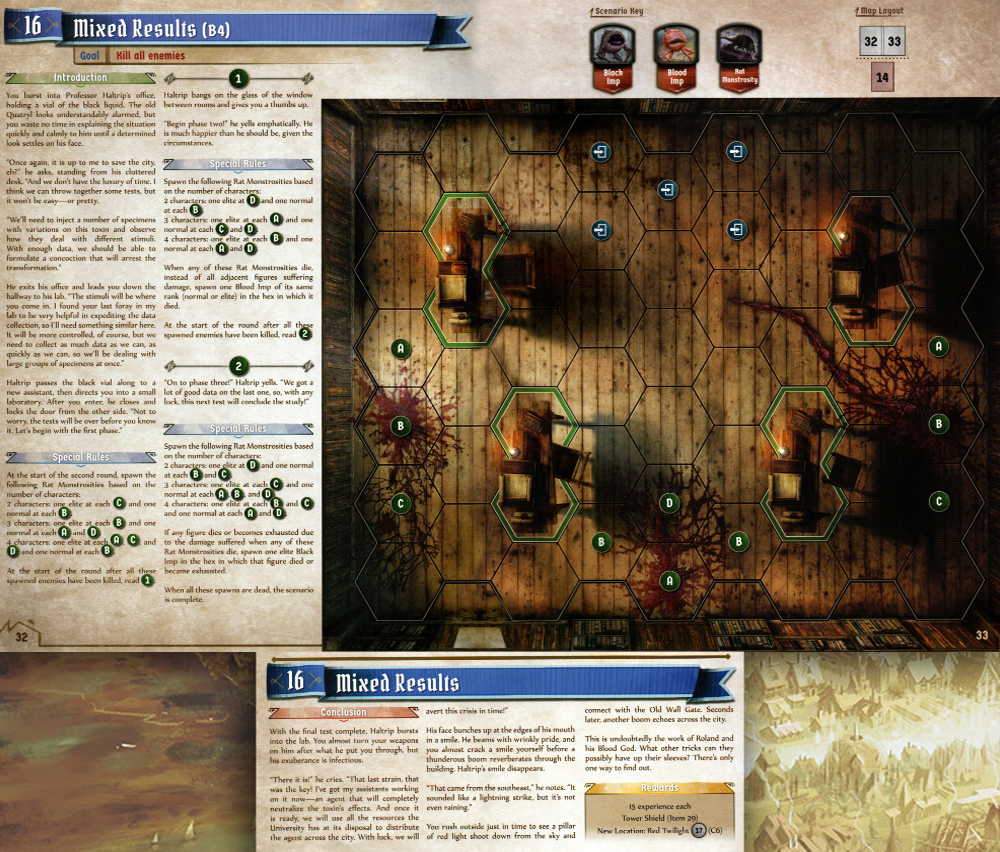 16
Mixed Results (B4)
Goal
Kill all enemies
Scenario Key
Black
Imp
Blood
Imp
Rat
Monstrosity
Map Layout
32 33
14
Introduction
You burst into Professor Haltrip's office,
holding a vial of the black liquid. The old
Quatryl looks understandably alarmed, but
you waste no time in explaining the situation
quickly and calmly to him until a determined
look settles on his face.
"Once again, it is up to me to save the city,
eh?" he asks, standing from his cluttered
desk. "And we don't have the luxury of time. I
think we can throw together some tests, but
it won't be easy—or pretty.
"We'll need to inject a number of specimens
with variations on this toxin and observe
how they deal with different stimuli.
With enough data, we should be able to
formulate a concoction that will arrest the
transformation."
He exits his office and leads you down the
hallway to his lab. "The stimuli will be where
you come in. I found your last foray in my
lab to be very helpful in expediting the data
collection, so I'll need something similar here.
It will be more controlled, of course, but we
need to collect as much data as we can, as
quickly as we can, so we'll be dealing with
large groups of specimens at once."
Haltrip passes the black vial along to a
new assistant, then directs you into a small
laboratory. After you enter, he closes and
locks the door from the other side. "Not to
worry, the tests will be over before you know
it. Let's begin with the first phase."
Special Rules
At the start of the second round, spawn the
following Rat Monstrosities based on the
number of characters:
2 characters: one elite at C and one
normal at B.
3 characters: one elite at each B and one
normal at each A and D.
4 characters: one elite at each A, C, and
D and one normal at each B.
At the start of the round after all these
spawned enemies have been killed, read 1.
1
Haltrip bangs on the glass of the window
between rooms and gives you a thumbs up.
"Begin phase two!" he yells emphatically. He
is much happier than he should be, given the
circumstances.
Special Rules
Spawn the following Rat Monstrosities based
on the number of characters:
2 characters: one elite at D and one normal
at each B.
3 characters: one elite at each A and one
normal at each C and D.
4 characters: one elite at each B and one
normal at each A and D.
When any of these Rat Monstrosities die,
instead of all adjacent figures suffering
damage, spawn one Blood Imp of its same
rank (normal or elite) in the hex in which it
died.
At the start of the round after all these
spawned enemies have been killed, read 2.
2
"On to phase three!" Haltrip yells. "We got a
lot of good data on the last one, so, with any
luck, this next test will conclude the study!"
Special Rules
Spawn the following Rat Monstrosities based
on the number of characters:
2 characters: one elite at D and one normal
at each B and C.
3 characters: one elite at each C and one
normal at each A, B, and D.
4 characters: one elite at each B and C
and one normal at each A and D.
If any figure dies or becomes exhausted due
to the damage suffered when any of these
Rat Monstrosities die, spawn one elite Black
Imp in the hex in which that figure died or
became exhausted.
When all these spawns are dead, the scenario
is complete.
A
A
B
B
C
D
C
B
B
A
32
33
16
Mixed Results
Conclusion
With the final test complete, Haltrip bursts
into the lab. You almost turn your weapons
on him after what he put you through, but
his exuberance is infectious.
"There it is!" he cries. "That last strain, that
was the key! I've got my assistants working
on it now—an agent that will completely
neutralize the toxin's effects. And once it
is ready, we will use all the resources the
University has at its disposal to distribute
the agent across the city. With luck, we will
avert this crisis in time!"
His face bunches up at the edges of his mouth
in a smile. He beams with wrinkly pride, and
you almost crack a smile yourself before a
thunderous boom reverberates through the
building. Haltrip's smile disappears.
"That came from the southeast," he notes. "It
sounded like a lightning strike, but it's not
even raining."
You rush outside just in time to see a pillar
of red light shoot down from the sky and
connect with the Old Wall Gate. Seconds
later, another boom echoes across the city.
This is undoubtedly the work of Roland and
his Blood God. What other tricks can they
possibly have up their sleeves? There's only
one way to find out.
Rewards
15 experience each
Tower Shield (Item 29)
New Location: Red Twilight 17 (C6)